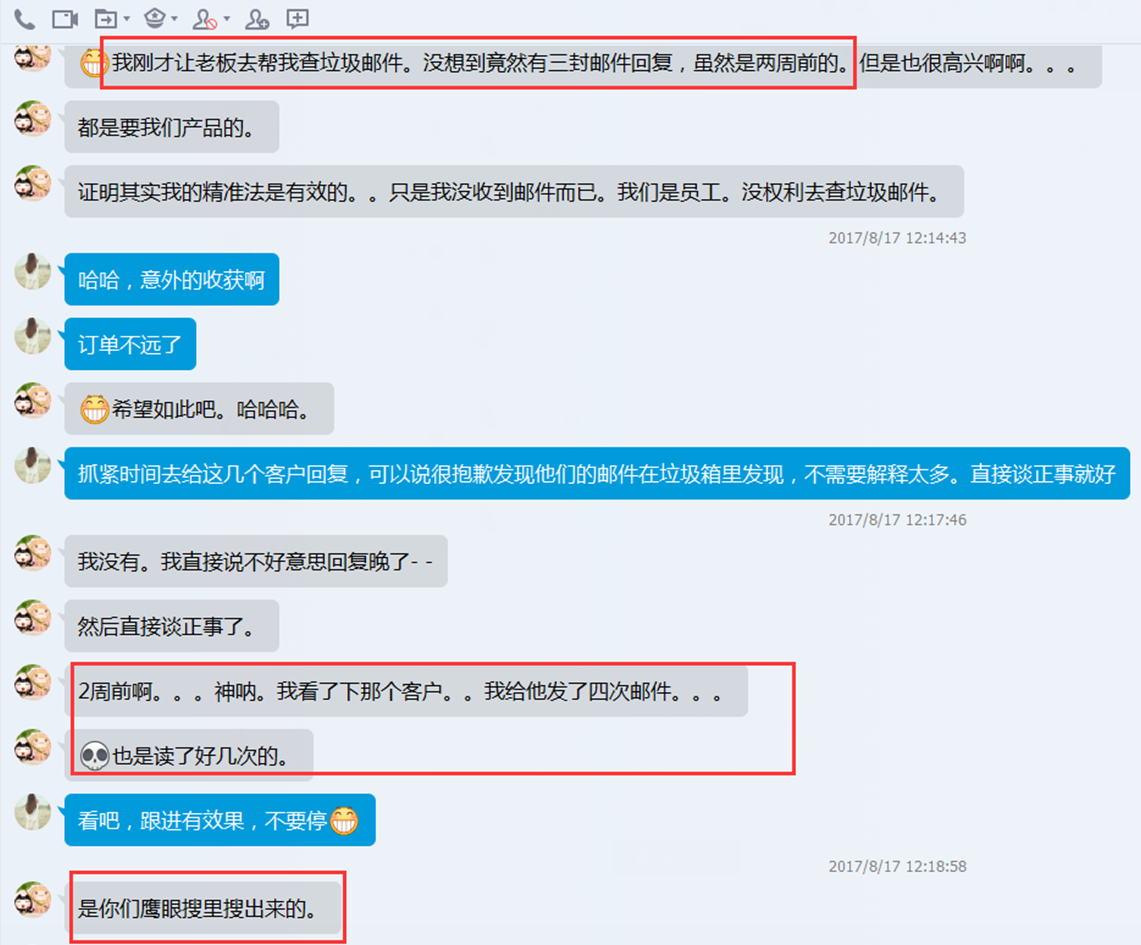 我刚才让老板去帮我查垃圾邮件。没想到竟然有三封邮件回复，虽然是两周前的。但是也很高兴啊啊。。。
都是要我们产品的。
证明其实我的精准法是有效的。。只是我没收到邮件而已。我们是员工。没权利去查垃圾邮件。
2017/8/17 12:14:43
哈哈，意外的收获啊
订单不远了
希望如此吧。哈哈哈。
抓紧时间去给这几个客户回复，可以说很抱歉发现他们的邮件在垃圾箱里发现，不需要解释太多。直接谈正事就好
2017/8/17 12:17:46
我没有。我直接说不好意思回复晚了- -
然后直接谈正事了。
2周前啊。。。神呐。我看了下那个客户。。我给他发了四次邮件。。。
也是读了好几次的。
看吧，跟进有效果，不要停
2017/8/17 12:18:58
是你们鹰眼搜里搜出来的。